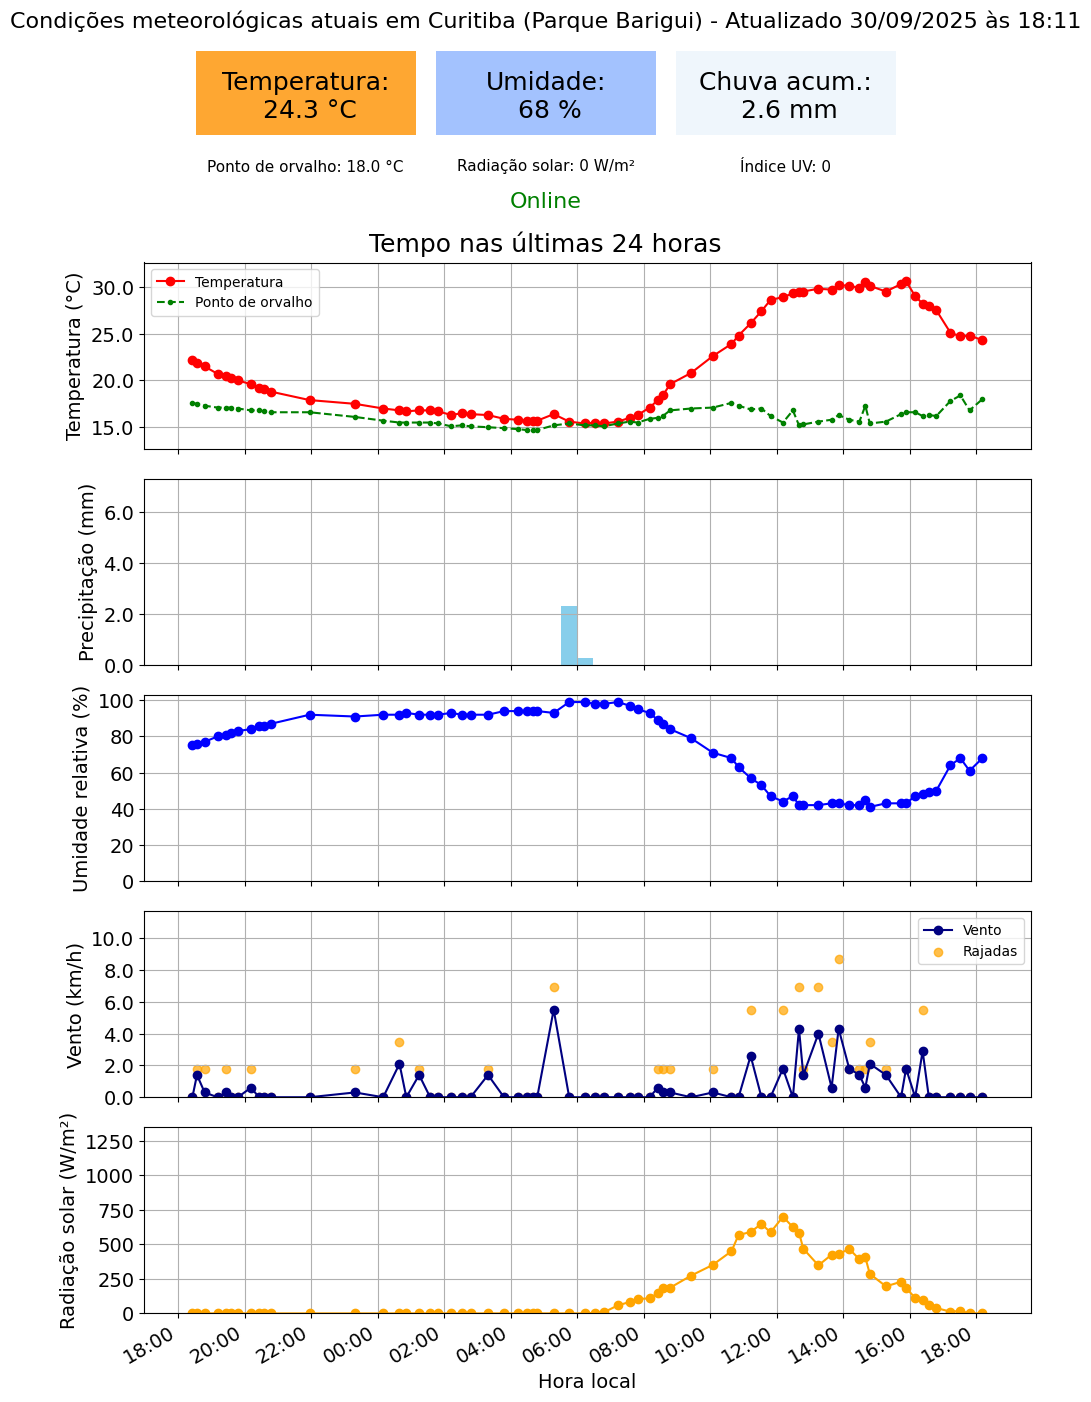 Condições meteorológicas atuais em Curitiba (Parque Barigui) - Atualizado 30/09/2025 às 18:11
Temperatura:
24.3 °C
Umidade:
68 %
Chuva acum.:
2.6 mm
Ponto de orvalho: 18.0 °C
Radiação solar: 0 W/m²
Índice UV: 0
Online
Tempo nas últimas 24 horas
Temperatura (°C)
30.0
25.0
20.0
15.0
Temperatura
Ponto de orvalho
Precipitação (mm)
6.0
4.0
2.0
0.0
Umidade relativa (%)
100
80
60
40
20
0
Vento (km/h)
10.0
8.0
6.0
4.0
2.0
0.0
Vento
Rajadas
Radiação solar (W/m²)
1250
1000
750
500
250
0
18:00 20:00 22:00 00:00 02:00 04:00 06:00 08:00 10:00 12:00 14:00 16:00 18:00
Hora local